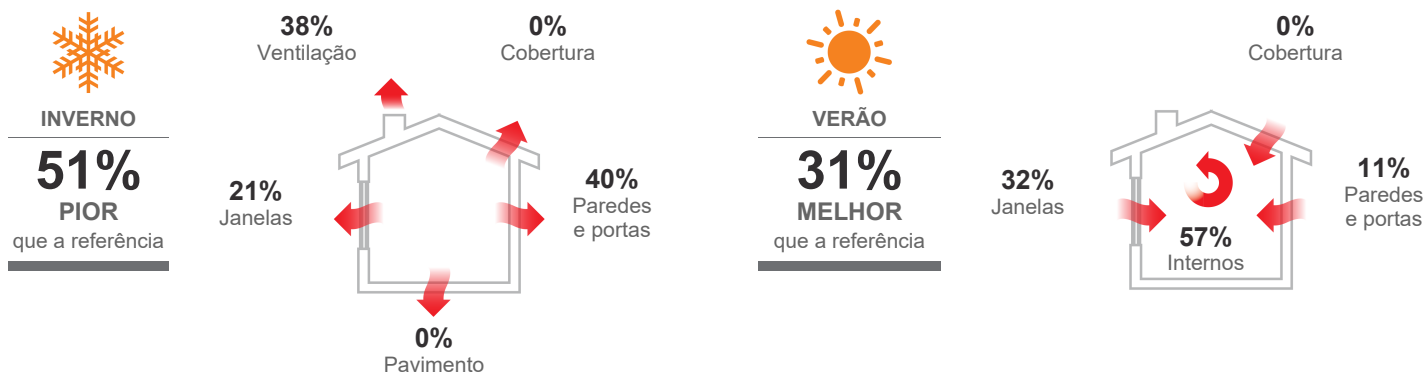 INVERNO
51%
PIOR
que a referência
38%
Ventilação
0%
Cobertura
21%
Janelas
40%
Paredes
e portas
0%
Pavimento
VERÃO
31%
MELHOR
que a referência
0%
Cobertura
32%
Janelas
11%
Paredes
e portas
57%
Internos